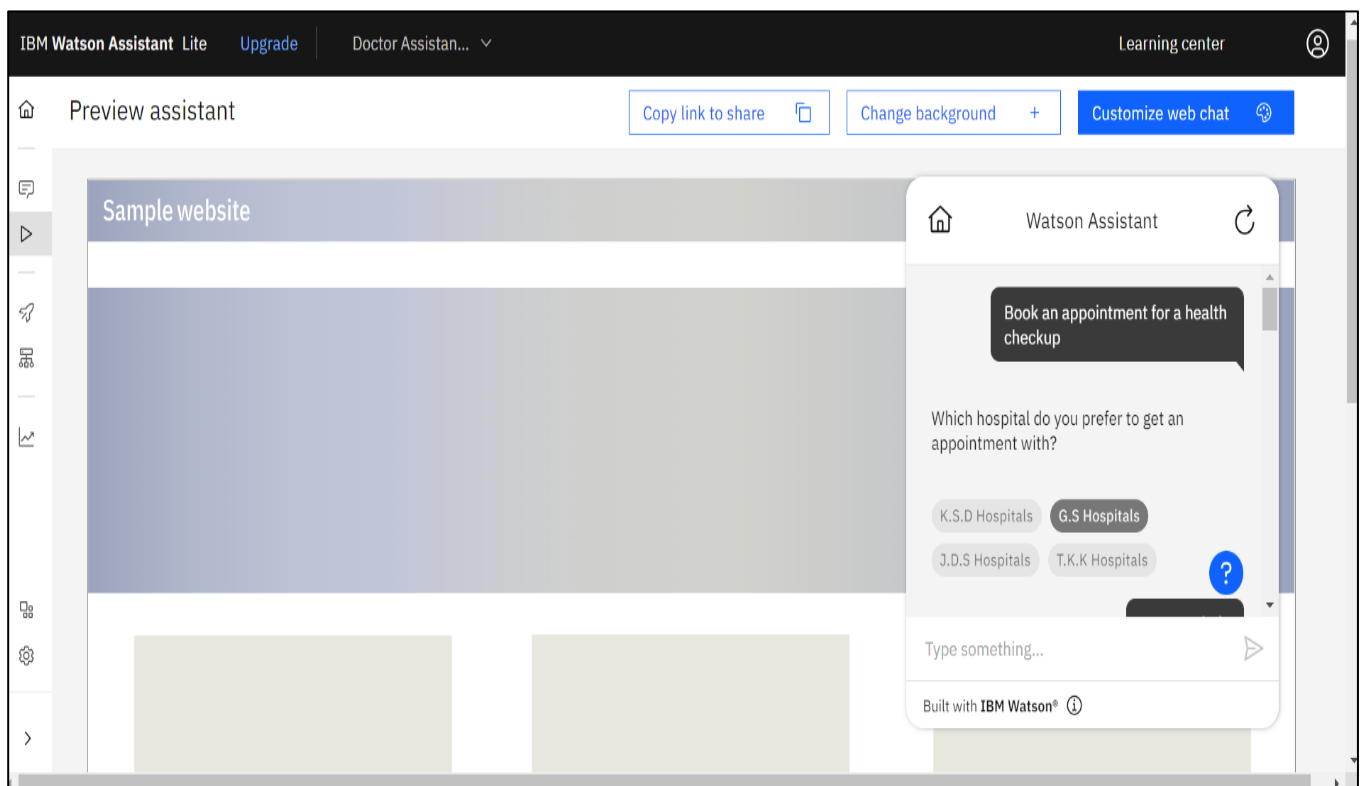 IBM Watson Assistant Lite Upgrade Doctor Assistan... Learning center
Preview assistant Copy link to share Change background + Customize web chat
Sample website
Watson Assistant
Book an appointment for a health
checkup
Which hospital do you prefer to get an
appointment with?
K.S.D Hospitals G.S Hospitals
J.D.S Hospitals T.K.K Hospitals
?
Type something...
Built with IBM Watson®